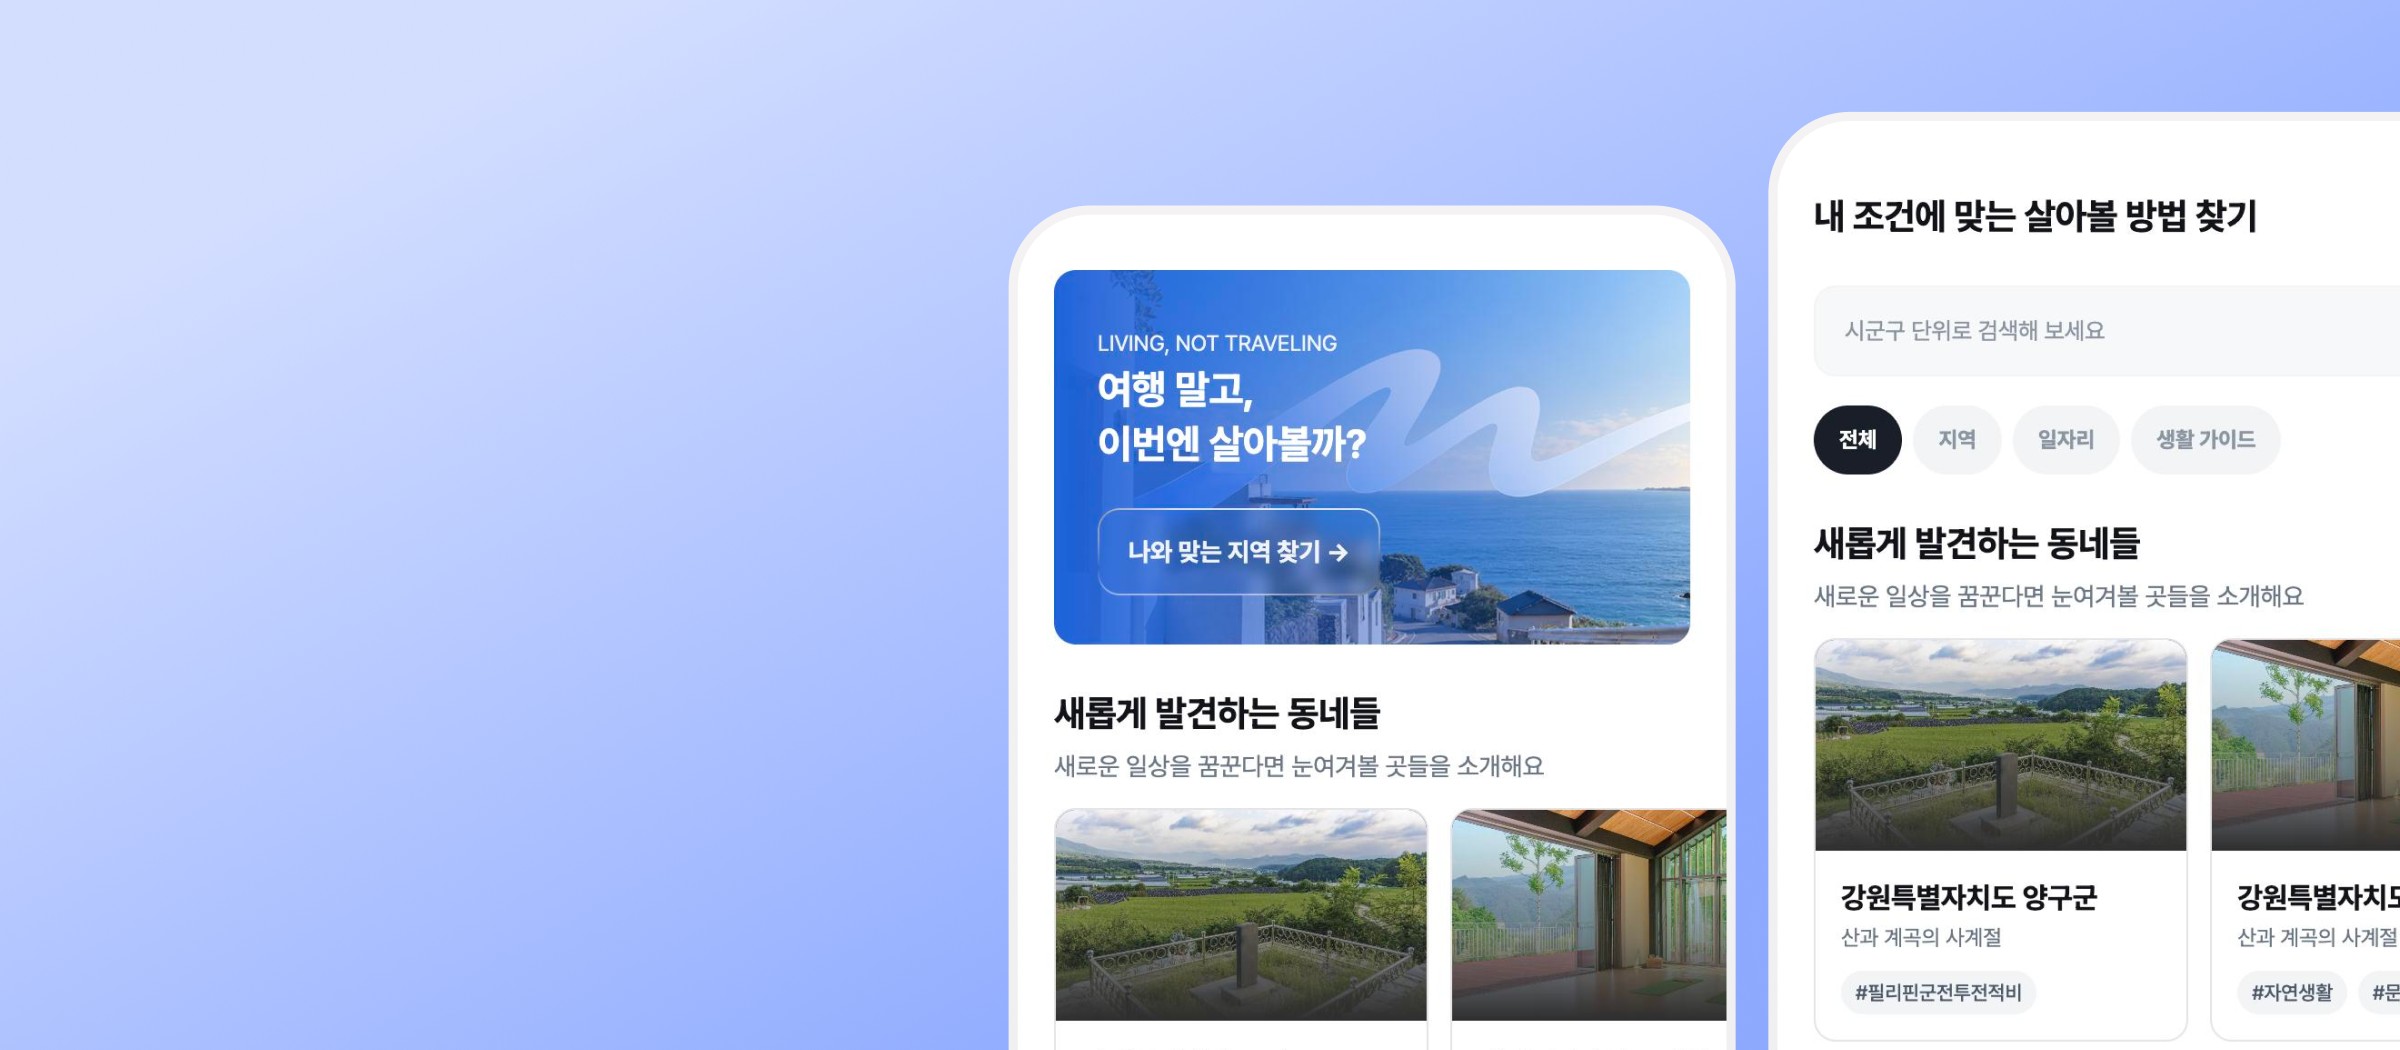 LIVING, NOT TRAVELING
여행 말고,
이번엔 살아볼까?
나와 맞는 지역 찾기 →
새롭게 발견하는 동네들
새로운 일상을 꿈꾼다면 눈여겨볼 곳들을 소개해요
내 조건에 맞는 살아볼 방법 찾기
시군구 단위로 검색해 보세요
전체 지역 일자리 생활 가이드
새롭게 발견하는 동네들
새로운 일상을 꿈꾼다면 눈여겨볼 곳들을 소개해요
강원특별자치도 양구군
산과 계곡의 사계절
#필리핀군전투전적비
강원특별자치도
산과 계곡의 사계절
#자연생활 #문